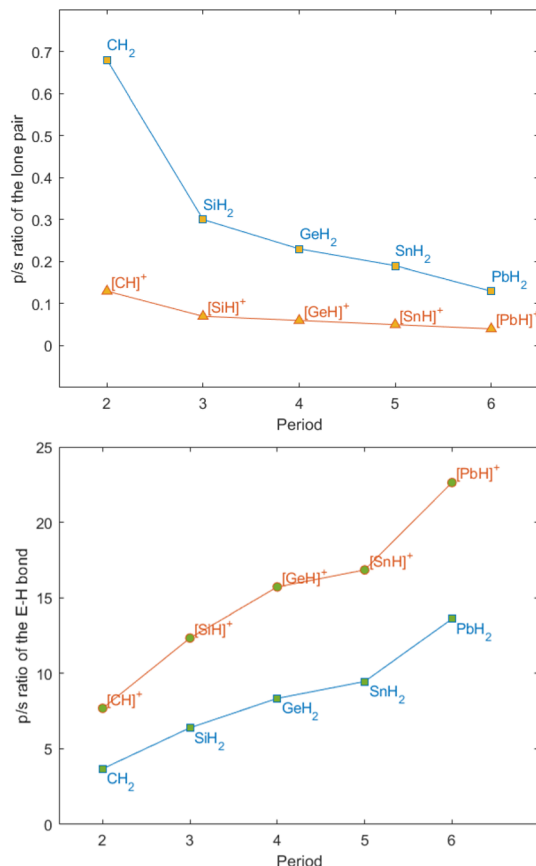 p/s ratio of the lone pair
0.7
0.6
0.5
0.4
0.3
0.2
0.1
0
CH2
SiH2
GeH2
SnH2
PbH2
[CH]+
[SiH]+
[GeH]+
[SnH]+
[PbH]+
2 3 4 5 6
Period
p/s ratio of the E-H bond
25
20
15
10
5
0
[PbH]+
[SnH]+
[GeH]+
[SiH]+
[CH]+
PbH2
SnH2
GeH2
SiH2
CH2
2 3 4 5 6
Period